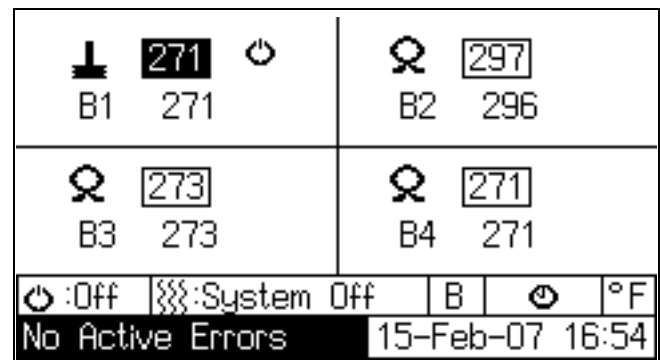 271 297
B1 271 B2 296
273 271
B3 273 B4 271
:Off :System Off B °F
No Active Errors 15-Feb-07 16:54